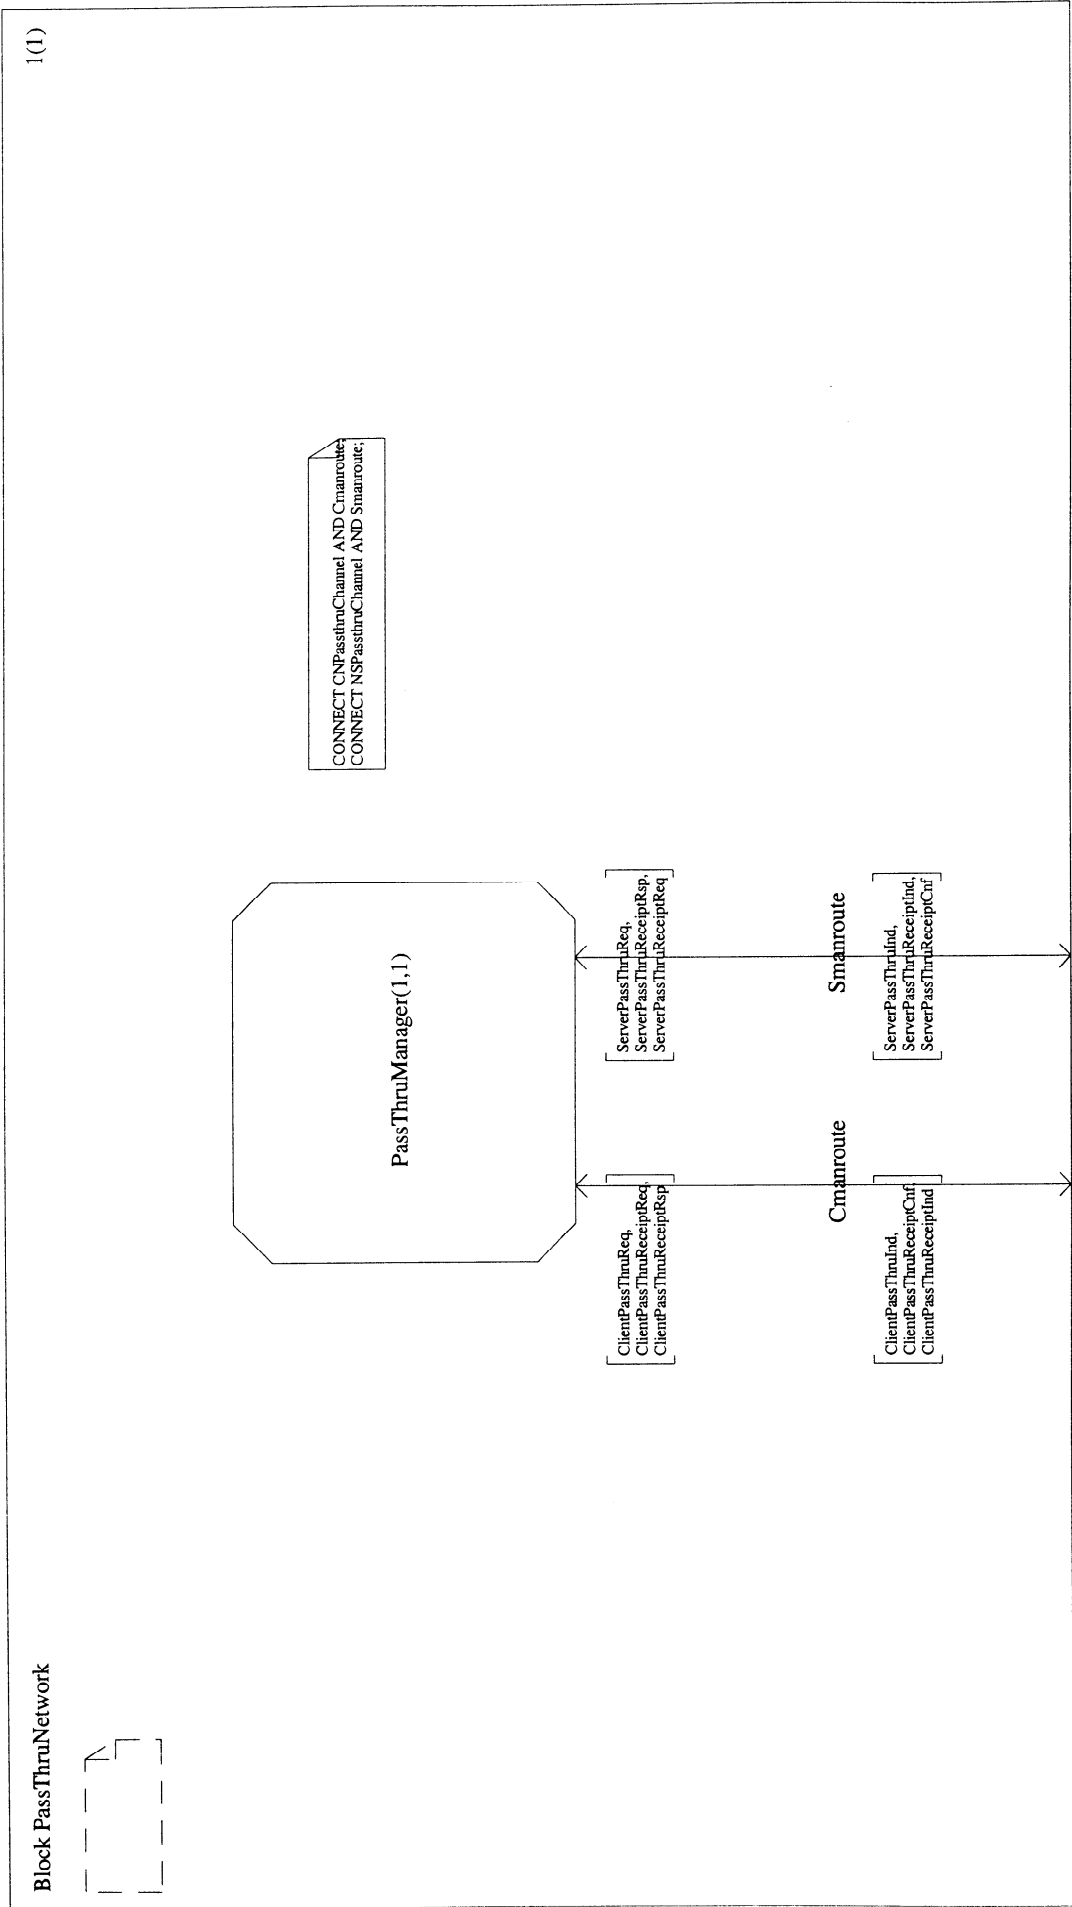 Block PassThruNetwork
1(1)
CONNECT CNPassthruChannel AND Cmanroute;
CONNECT NSPassthruChannel AND Smanroute;
PassThruManager(1,1)
ClientPassThruReq,
ClientPassThruReceiptReq,
ClientPassThruReceiptRsp
ServerPassThruReq,
ServerPassThruReceiptRsp,
ServerPassThruReceiptReq
Cmanroute
Smanroute
ClientPassThruInd,
ClientPassThruReceiptCnf,
ClientPassThruReceiptInd
ServerPassThruInd,
ServerPassThruReceiptInd,
ServerPassThruReceiptCnf